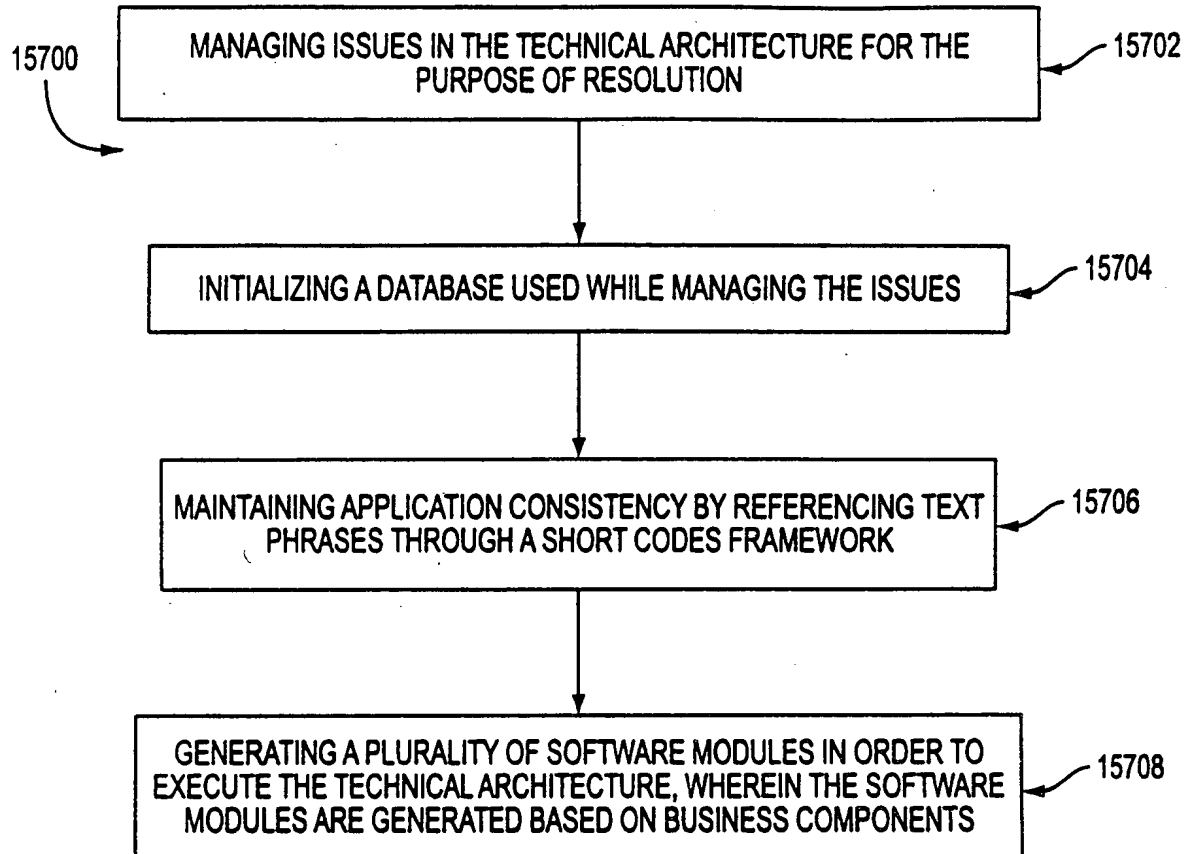 15700
MANAGING ISSUES IN THE TECHNICAL ARCHITECTURE FOR THE
PURPOSE OF RESOLUTION
15702
INITIALIZING A DATABASE USED WHILE MANAGING THE ISSUES
15704
MAINTAINING APPLICATION CONSISTENCY BY REFERENCING TEXT
PHRASES THROUGH A SHORT CODES FRAMEWORK
15706
GENERATING A PLURALITY OF SOFTWARE MODULES IN ORDER TO
EXECUTE THE TECHNICAL ARCHITECTURE, WHEREIN THE SOFTWARE
MODULES ARE GENERATED BASED ON BUSINESS COMPONENTS
15708